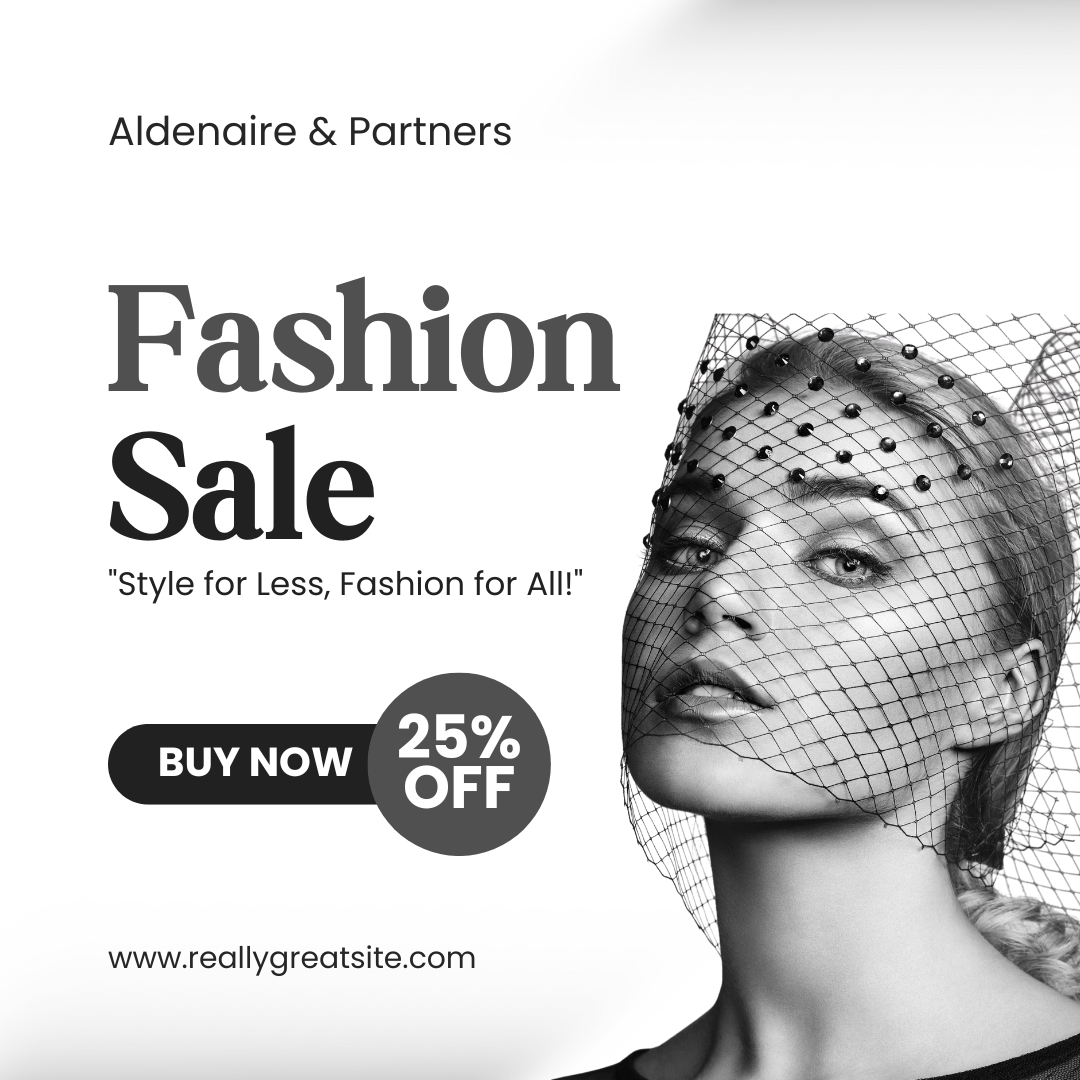 Aldenaire & Partners
Fashion
Sale
"Style for Less, Fashion for All!"
BUY NOW
25%
OFF
www.reallygreatsite.com